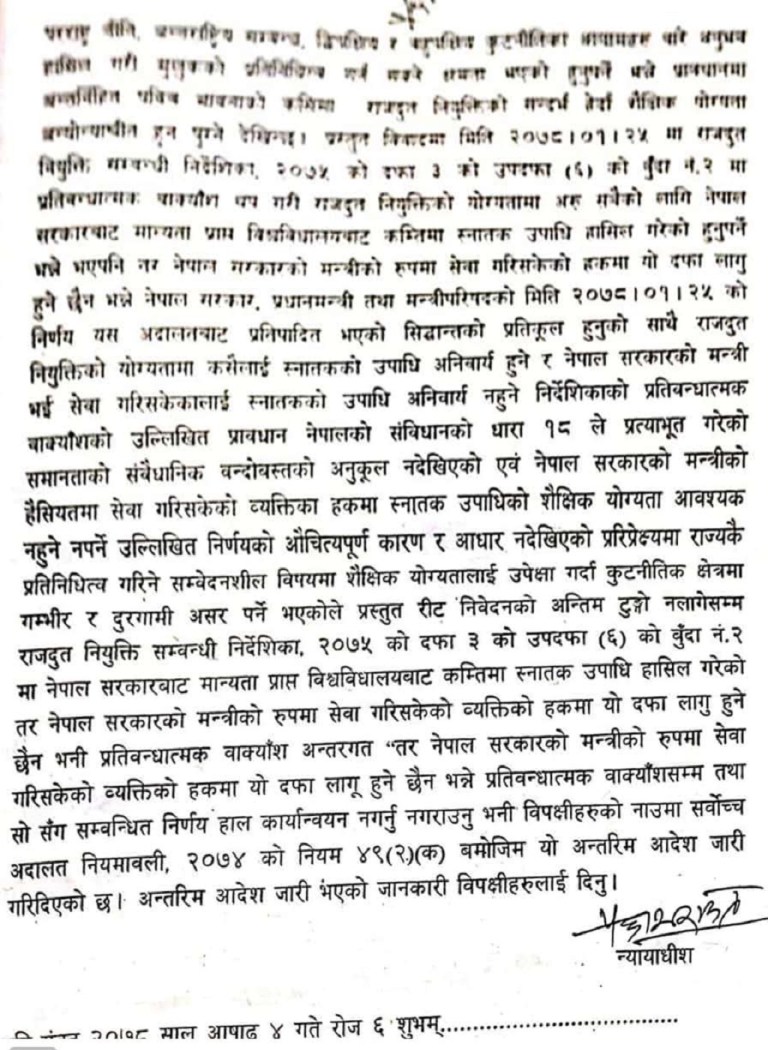 परराष्ट्र नीति, अन्तर्राष्ट्रिय सम्बन्ध, द्विपक्षिय र बहुपक्षिय कुटनीतिका आयामहरु बारे अनुभव
हासिल गरी मुलुकको प्रतिनिधित्व गर्न सक्ने क्षमता भएको हुनुपर्ने भन्ने प्रावधानमा
अन्तर्निहित पवित्र भावनाको कसिमा राजदुत नियुक्तिको सन्दर्भ हेर्दा शैक्षिक योग्यता
अन्योन्याश्रीत हुन पुग्ने देखिन्छ। प्रस्तुत विवादमा मिति २०७८।०१।२५ मा राजदुत
नियुक्ति सम्बन्धी निर्देशिका, २०७५ को दफा ३ को उपदफा (६) को बुँदा नं.२ मा
प्रतिबन्धात्मक वाक्याँश थप गरी राजदुत नियुक्तिको योग्यतामा अरु सबैको लागि नेपाल
सरकारबाट मान्यता प्राप्त विश्वविधालयबाट कम्तिमा स्नातक उपाधि हासिल गरेको हुनुपर्ने
भन्ने भएपनि तर नेपाल सरकारको मन्त्रीको रुपमा सेवा गरिसकेको हकमा यो दफा लागु
हुने छैन भन्ने नेपाल सरकार, प्रधानमन्त्री तथा मन्त्रीपरिषदको मिति २०७८।०१।२५ को
निर्णय यस अदालतबाट प्रतिपादित भएको सिद्धान्तको प्रतिकूल हुनुको साथै राजदुत
नियुक्तिको योग्यतामा कसैलाई स्नातकको उपाधि अनिवार्य हुने र नेपाल सरकारको मन्त्री
भई सेवा गरिसकेकालाई स्नातकको उपाधि अनिवार्य नहुने निर्देशिकाको प्रतिबन्धात्मक
वाक्याँशको उल्लिखित प्रावधान नेपालको संविधानको धारा १८ ले प्रत्याभूत गरेको
समानताको संबैधानिक बन्दोबस्तको अनुकूल नदेखिएको एवं नेपाल सरकारको मन्त्रीको
हैसियतमा सेवा गरिसकेको व्यक्तिका हकमा स्नातक उपाधिको शैक्षिक योग्यता आवश्यक
नहुने नपर्ने उल्लिखित निर्णयको औचित्यपूर्ण कारण र आधार नदेखिएको प्ररिप्रेक्ष्यमा राज्यकै
प्रतिनिधित्व गरिने सम्वेदनशील विषयमा शैक्षिक योग्यतालाई उपेक्षा गर्दा कुटनीतिक क्षेत्रमा
गम्भीर र दुरगामी असर पर्ने भएकोले प्रस्तुत रीट निवेदनको अन्तिम टुङ्गो नलागेसम्म
राजदुत नियुक्ति सम्बन्धी निर्देशिका, २०७५ को दफा ३ को उपदफा (६) को बुँदा नं.२
मा नेपाल सरकारबाट मान्यता प्राप्त विश्वविधालयबाट कम्तिमा स्नातक उपाधि हासिल गरेको
तर नेपाल सरकारको मन्त्रीको रुपमा सेवा गरिसकेको व्यक्तिको हकमा यो दफा लागु हुने
छैन भनी प्रतिबन्धात्मक वाक्याँश अन्तरगत "तर नेपाल सरकारको मन्त्रीको रुपमा सेवा
गरिसकेको व्यक्तिको हकमा यो दफा लागू हुने छैन भन्ने प्रतिबन्धात्मक वाक्याँशसम्म तथा
सो सँग सम्बन्धित निर्णय हाल कार्यान्वयन नगर्नु नगराउनु भनी विपक्षीहरुको नाउमा सर्वोच्च
अदालत नियमावली, २०७४ को नियम ४९(२)(क) बमोजिम यो अन्तरिम आदेश जारी
गरिदिएको छ। अन्तरिम आदेश जारी भएको जानकारी विपक्षीहरुलाई दिनु।
न्यायाधीश
२०७८ साल आषाढ ४ गते रोज ६ शुभम्......................................